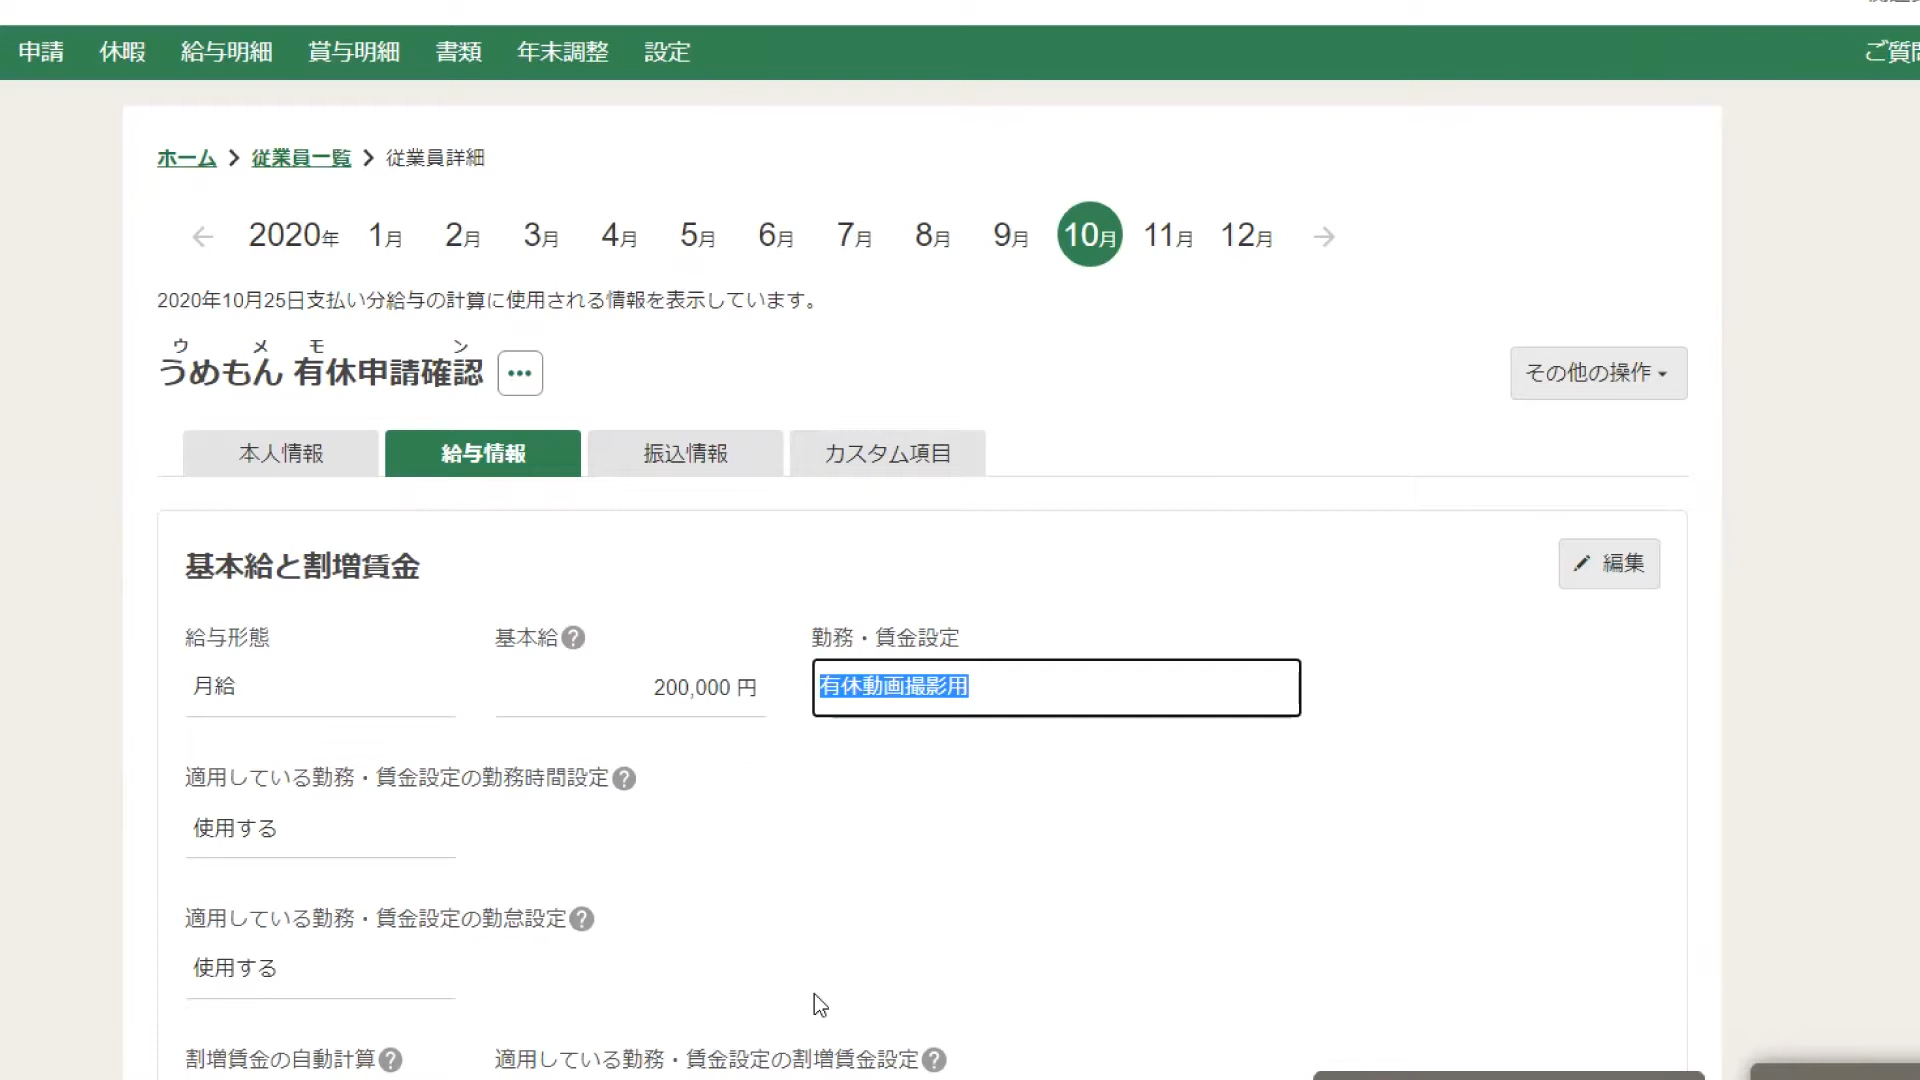 申請 休暇 給与明細 賞与明細 書類 年末調整 設定 ご質
ホーム 従業員一覧 従業員詳細
2020年 1月 2月 3月 4月 5月 6月 7月 8月 9月 10月 11月 12月
2020年10月25日支払い分給与の計算に使用される情報を表示しています。
ウ メ モ ン
うめもん 有休申請確認
その他の操作
本人情報 給与情報 振込情報 カスタム項目
基本給と割増賃金
編集
給与形態 基本給 勤務・賃金設定
月給 200,000 円 有休動画撮影用
適用している勤務・賃金設定の勤務時間設定
使用する
適用している勤務・賃金設定の勤怠設定
使用する
割増賃金の自動計算 適用している勤務・賃金設定の割増賃金設定